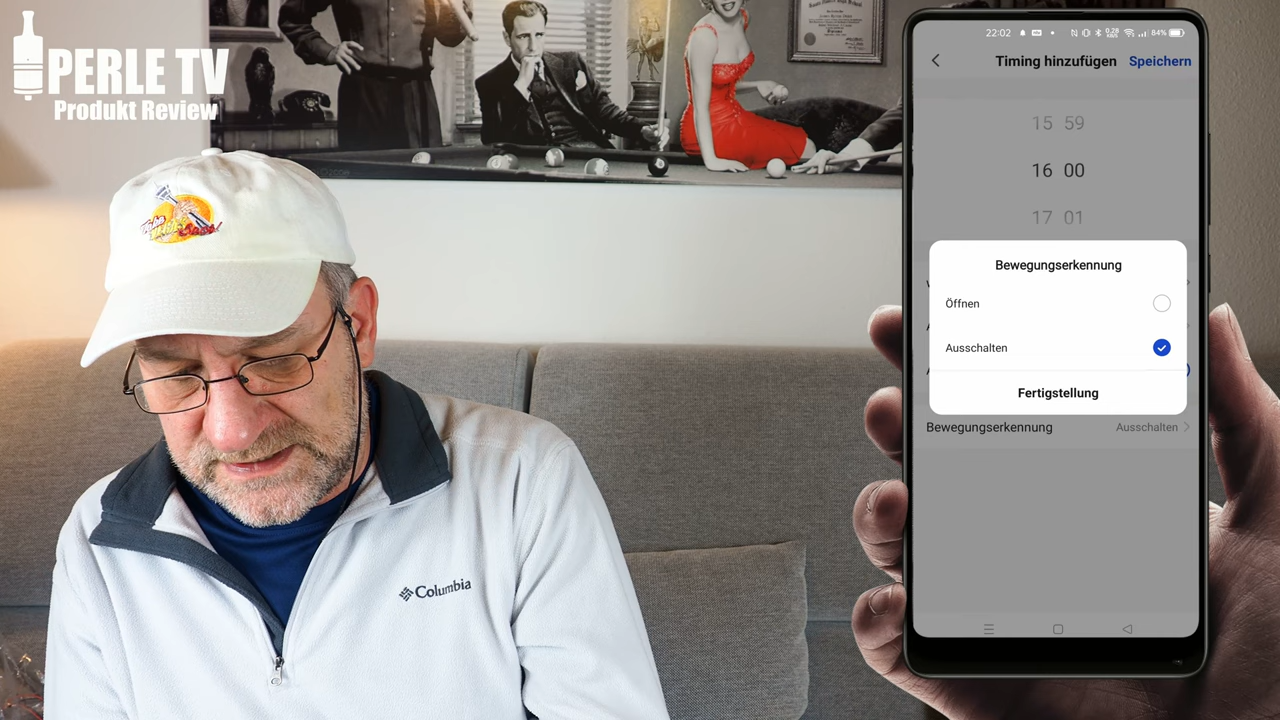 PERLE TV
Produkt Review
Columbia
22:02
84%
Timing hinzufügen
Speichern
15 59
16 00
17 01
Bewegungserkennung
Öffnen
Ausschalten
Fertigstellung
Bewegungserkennung
Ausschalten